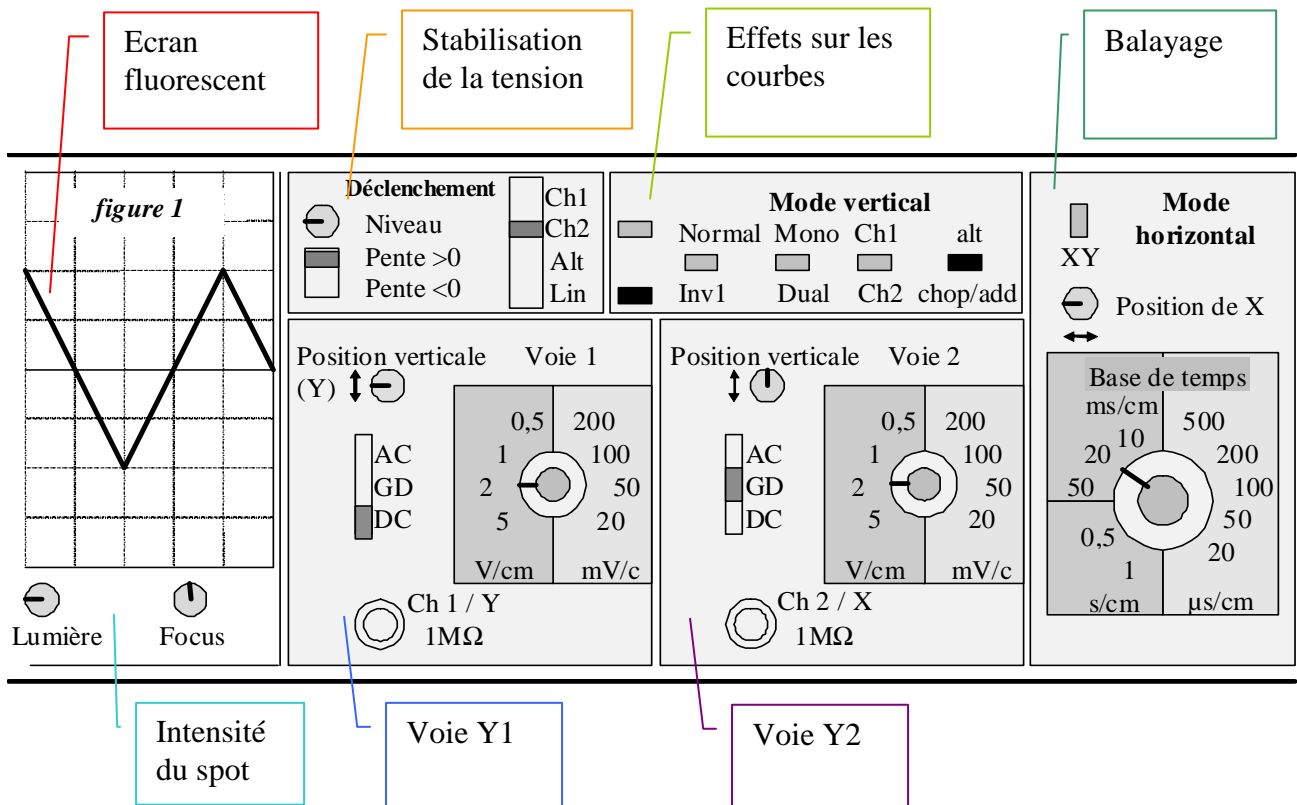 Ecran
fluorescent
Stabilisation
de la tension
Effets sur les
courbes
Balayage
figure 1
Déclenchement
Niveau
Pente >0
Pente <0
Ch1
Ch2
Alt
Lin
Mode vertical
Normal Mono Ch1 alt
Inv1 Dual Ch2 chop/add
Mode
horizontal
XY
Position de X
Position verticale Voie 1
(Y)
AC
GD
DC
0,5 200
1 100
2 50
5 20
V/cm mV/c
Ch 1 / Y
1MΩ
Position verticale Voie 2
AC
GD
DC
0,5 200
1 100
2 50
5 20
V/cm mV/c
Ch 2 / X
1MΩ
Base de temps
ms/cm
10 500
20 200
50 100
50
0,5 20
1
s/cm µs/cm
Lumière Focus
Intensité
du spot
Voie Y1
Voie Y2